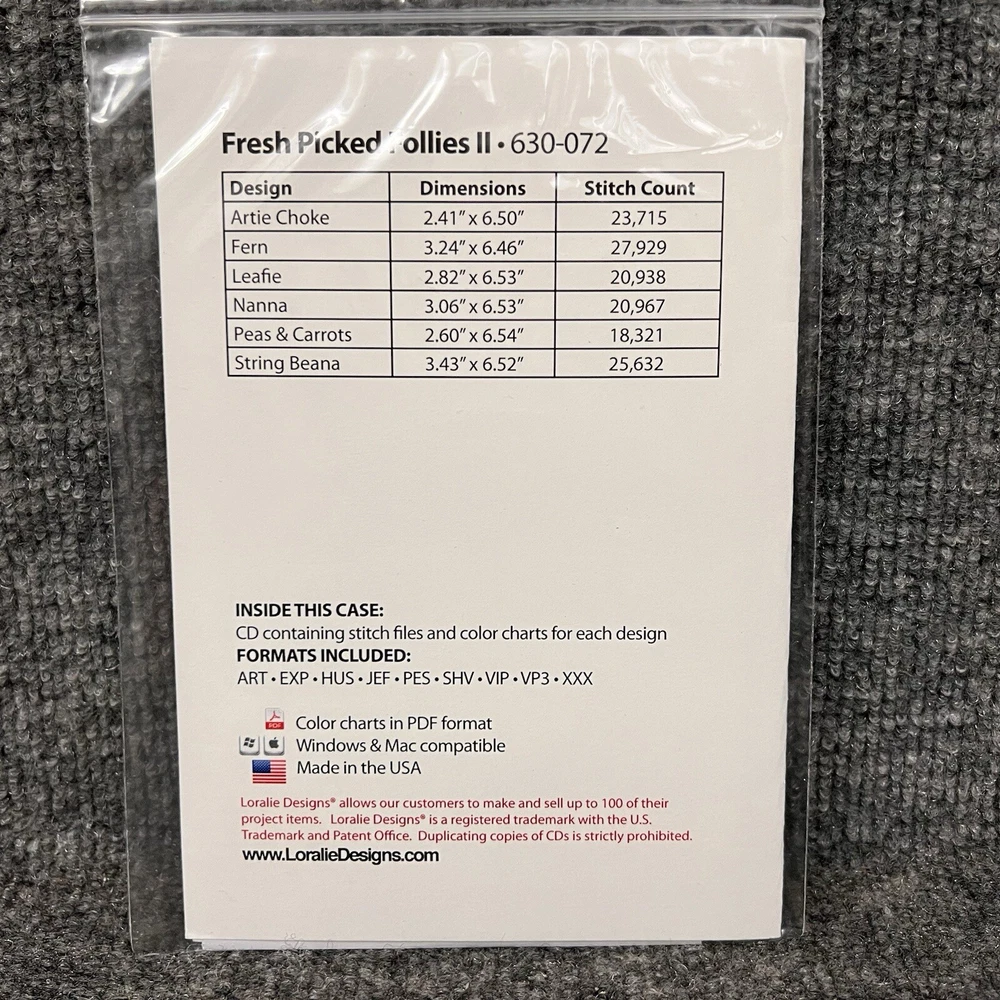 Fresh Picked ollies II • 630-072
Design Dimensions Stitch Count
Artie Choke 2.41" x 6.50" 23,715
Fern 3.24" x 6.46" 27,929
Leafie 2.82" x 6.53" 20,938
Nanna 3.06" x 6.53" 20,967
Peas & Carrots 2.60" x 6.54" 18,321
String Beana 3.43" x 6.52" 25,632
INSIDE THIS CASE:
CD containing stitch files and color charts for each design
FORMATS INCLUDED:
ART • EXP • HUS • JEF • PES • SHV • VIP • VP3 • XXX
PDF Color charts in PDF format
Windows & Mac compatible
Made in the USA
Loralie Designs® allows our customers to make and sell up to 100 of their
project items. Loralie Designs® is a registered trademark with the U.S.
Trademark and Patent Office. Duplicating copies of CDs is strictly prohibited.
www.LoralieDesigns.com